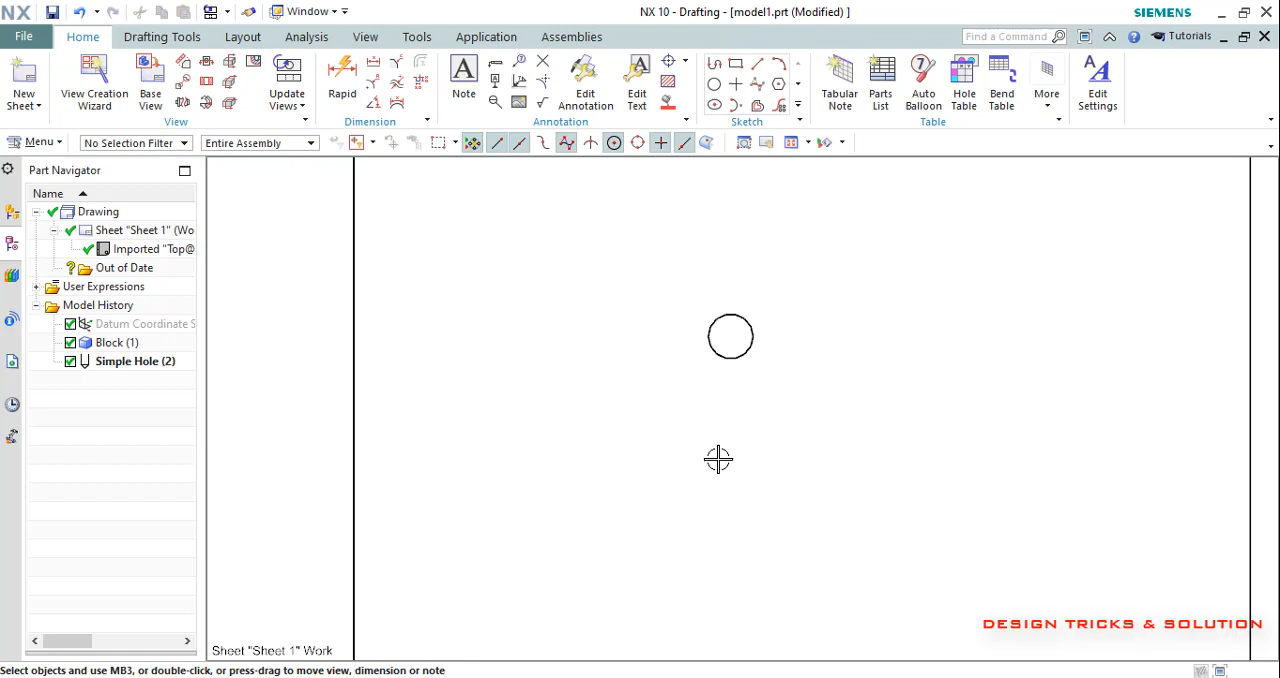 NX
Window
NX 10 - Drafting - [model1.prt (Modified) ]
SIEMENS
File
Home
Drafting Tools
Layout
Analysis
View
Tools
Application
Assemblies
Find a Command
Tutorials
New
Sheet
View Creation
Wizard
Base
View
Update
Views
View
Rapid
Dimension
Note
Edit
Annotation
Edit
Text
Annotation
Sketch
Tabular
Note
Parts
List
Auto
Balloon
Hole
Table
Bend
Table
More
Table
Edit
Settings
Menu
No Selection Filter
Entire Assembly
Part Navigator
Name
Drawing
Sheet "Sheet 1" (Wo
Imported "Top@
Out of Date
User Expressions
Model History
Datum Coordinate S
Block (1)
Simple Hole (2)
Sheet "Sheet 1" Work
DESIGN TRICKS & SOLUTION
Select objects and use MB3, or double-click, or press-drag to move view, dimension or note